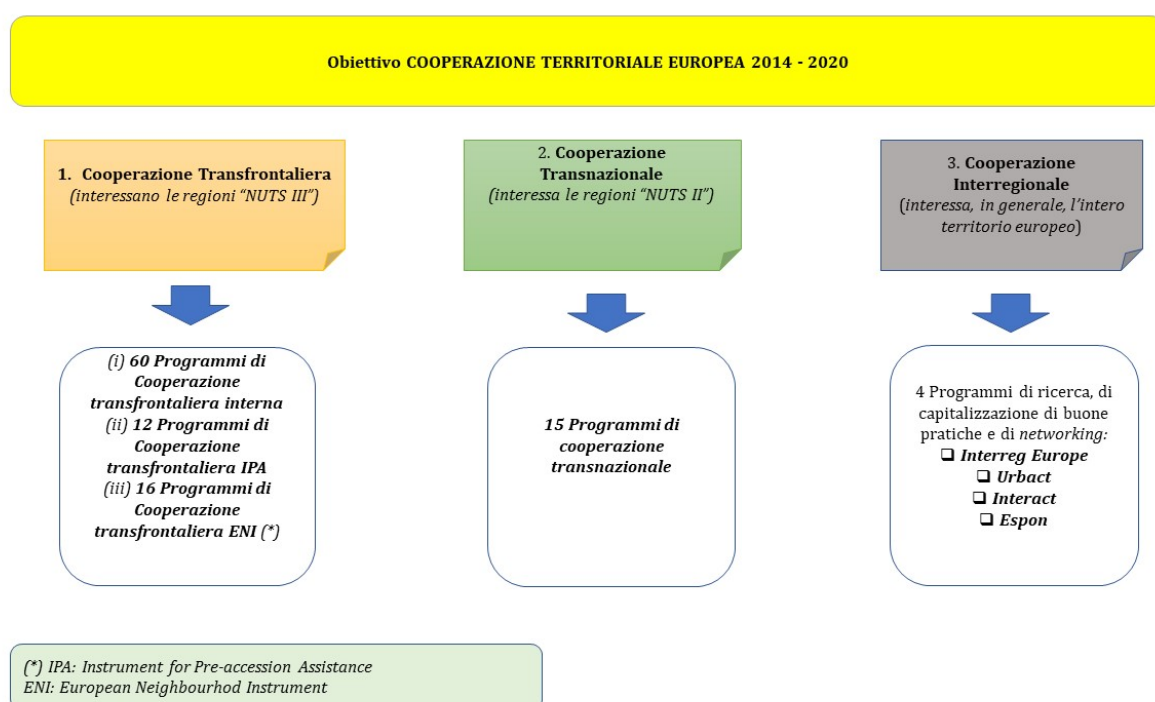 Obiettivo COOPERAZIONE TERRITORIALE EUROPEA 2014 - 2020
1. Cooperazione Transfrontaliera
(interessano le regioni “NUTS III”)
2. Cooperazione
Transnazionale
(interessa le regioni “NUTS II”)
3. Cooperazione
Interregionale
(interessa, in generale, l’intero
territorio europeo)
(i) 60 Programmi di
Cooperazione
transfrontaliera interna
(ii) 12 Programmi di
Cooperazione
transfrontaliera IPA
(iii) 16 Programmi di
Cooperazione
transfrontaliera ENI (*)
15 Programmi di
cooperazione
transnazionale
4 Programmi di ricerca, di
capitalizzazione di buone
pratiche e di networking:
❑ Interreg Europe
❑ Urbact
❑ Interact
❑ Espon
(*) IPA: Instrument for Pre-accession Assistance
ENI: European Neighbourhod Instrument